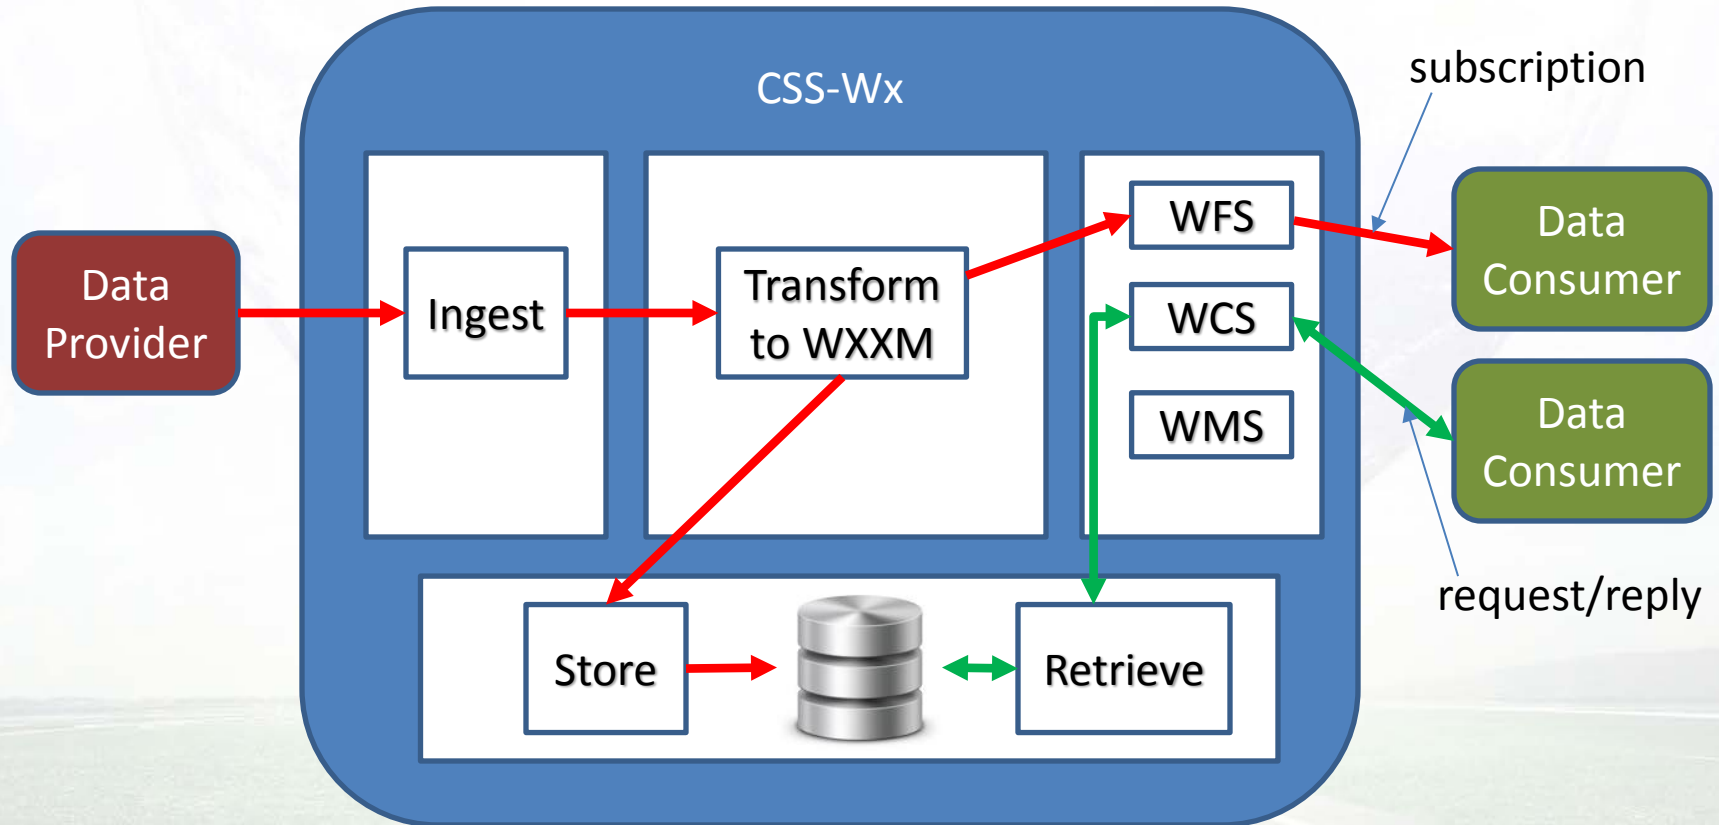 CSS-Wx
subscription
Data
Provider
Ingest
Transform
to WXXM
WFS
WCS
WMS
Data
Consumer
Data
Consumer
request/reply
Store
Retrieve